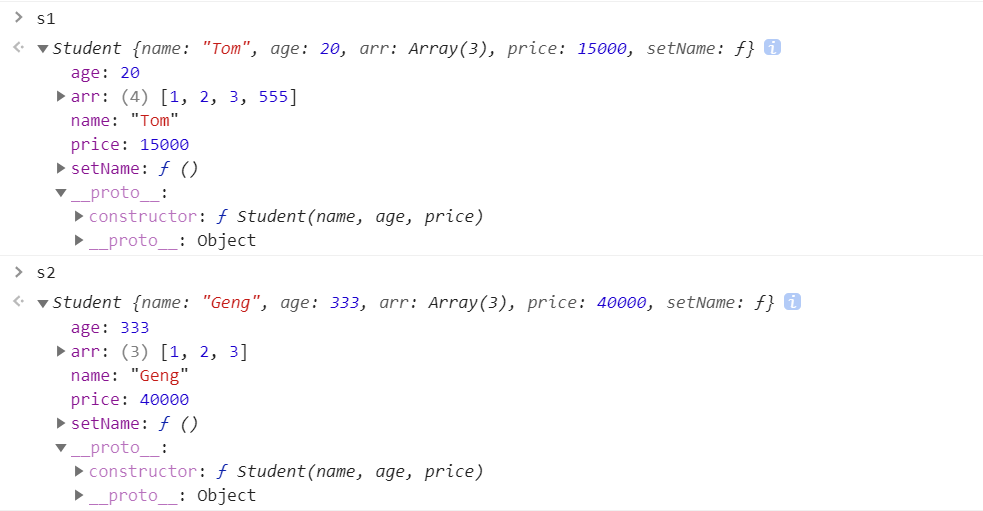 > s1
Student {name: "Tom", age: 20, arr: Array(3), price: 15000, setName: ƒ} i
age: 20
arr: (4) [1, 2, 3, 555]
name: "Tom"
price: 15000
setName: ƒ ()
__proto__:
constructor: ƒ Student(name, age, price)
__proto__: Object
> s2
Student {name: "Geng", age: 333, arr: Array(3), price: 40000, setName: ƒ} i
age: 333
arr: (3) [1, 2, 3]
name: "Geng"
price: 40000
setName: ƒ ()
__proto__:
constructor: ƒ Student(name, age, price)
__proto__: Object